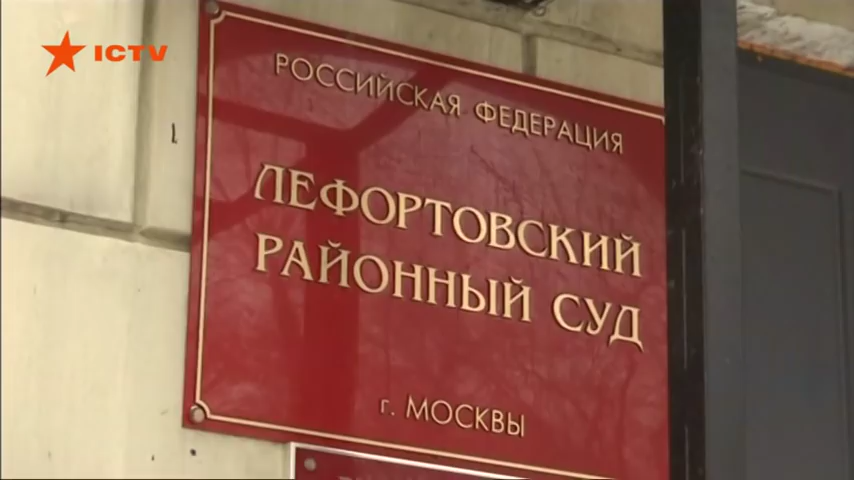 ICTV
РОССИЙСКАЯ ФЕДЕРАЦИЯ
ЛЕФОРТОВСКИЙ
РАЙОННЫЙ СУД
г. МОСКВЫ